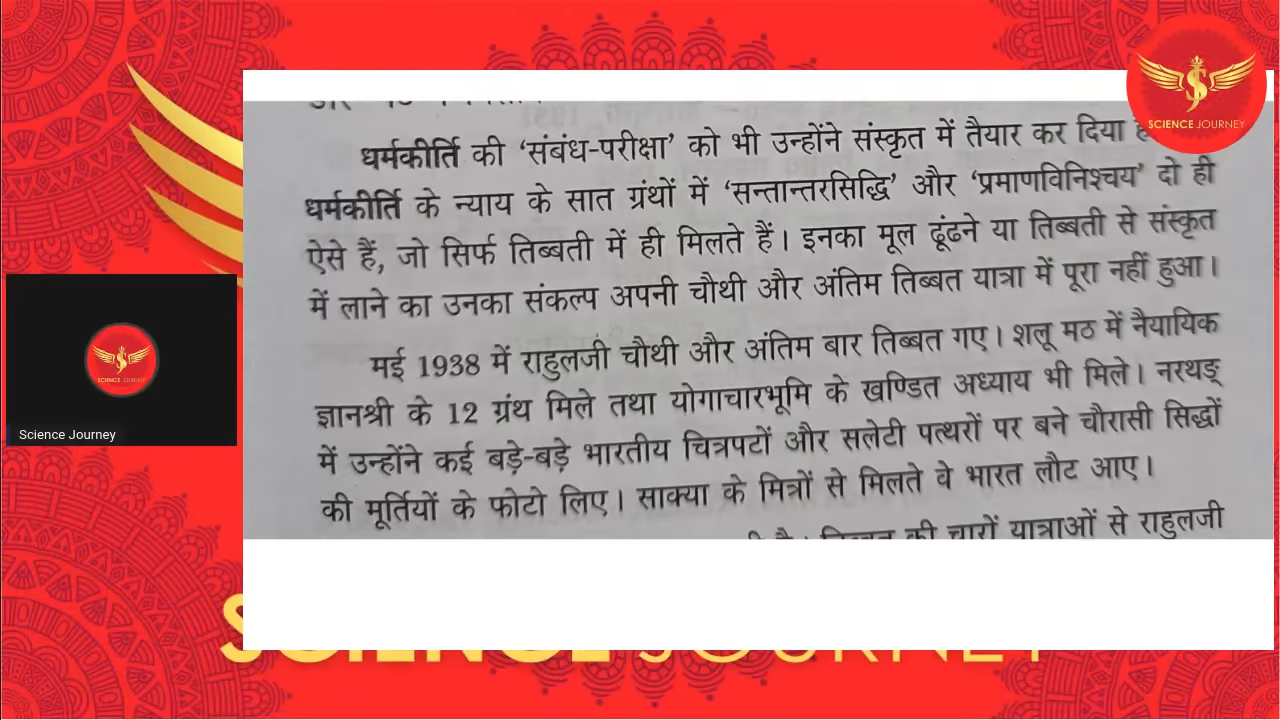 SCIENCE JOURNEY
धर्मकीर्ति की ‘संबंध-परीक्षा’ को भी उन्होंने संस्कृत में तैयार कर दिया
धर्मकीर्ति के न्याय के सात ग्रंथों में ‘सन्तान्तरसिद्धि’ और ‘प्रमाणविनिश्चय’ दो ही
ऐसे हैं, जो सिर्फ तिब्बती में ही मिलते हैं। इनका मूल ढूंढने या तिब्बती से संस्कृत
में लाने का उनका संकल्प अपनी चौथी और अंतिम तिब्बत यात्रा में पूरा नहीं हुआ।
मई 1938 में राहुलजी चौथी और अंतिम बार तिब्बत गए। शलू मठ में नैयायिक
ज्ञानश्री के 12 ग्रंथ मिले तथा योगाचारभूमि के खण्डित अध्याय भी मिले। नरथङ्
में उन्होंने कई बड़े-बड़े भारतीय चित्रपटों और सलेटी पत्थरों पर बने चौरासी सिद्धों
की मूर्तियों के फोटो लिए। साक्या के मित्रों से मिलते वे भारत लौट आए।
की चारों यात्राओं से राहुलजी
SCIENCE JOURNEY
Science Journey